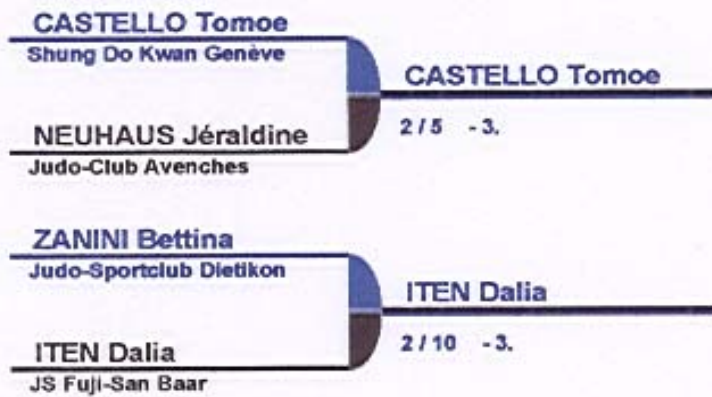 CASTELLO Tomoe
Shung Do Kwan Genève
CASTELLO Tomoe
NEUHAUS Jéraldine
2 / 5 - 3.
Judo-Club Avenches
ZANINI Bettina
Judo-Sportclub Dietikon
ITEN Dalia
ITEN Dalia
2 / 10 - 3.
JS Fuji-San Baar